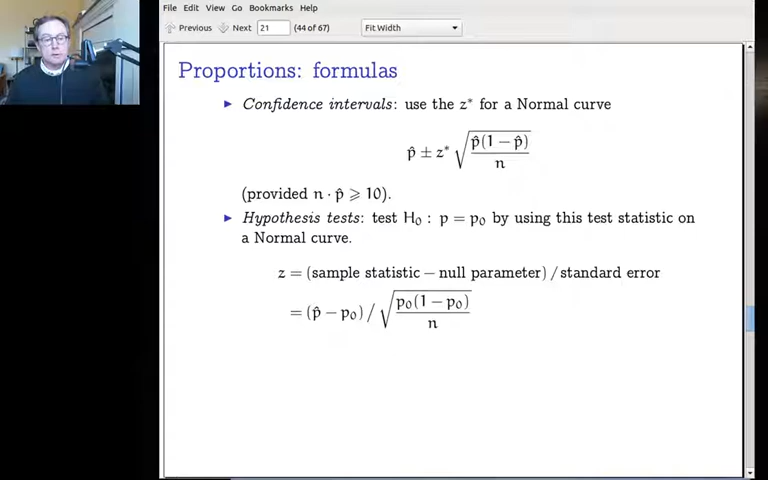 File Edit View Go Bookmarks Help
Previous Next 21 (44 of 67) Fit Width
Proportions: formulas
► Confidence intervals: use the z* for a Normal curve
p̂ ± z* √(p̂(1 − p̂)/n)
(provided n · p̂ ⩾ 10).
► Hypothesis tests: test H₀ : p = p₀ by using this test statistic on
a Normal curve.
z = (sample statistic − null parameter) / standard error
= (p̂ − p₀) / √(p₀(1 − p₀)/n)